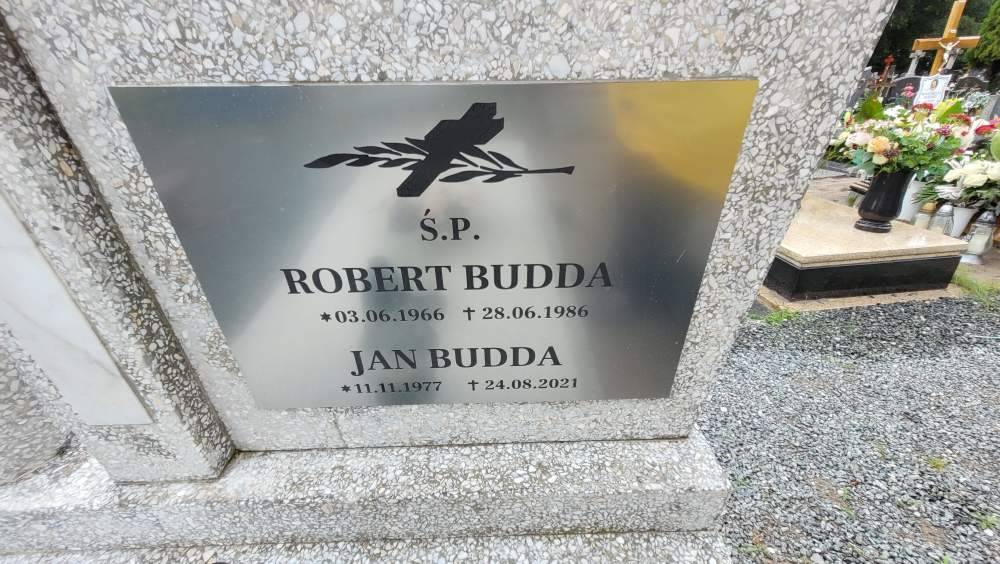 Ś.P.
ROBERT BUDDA
*03.06.1966 †28.06.1986
JAN BUDDA
*11.11.1977 †24.08.2021